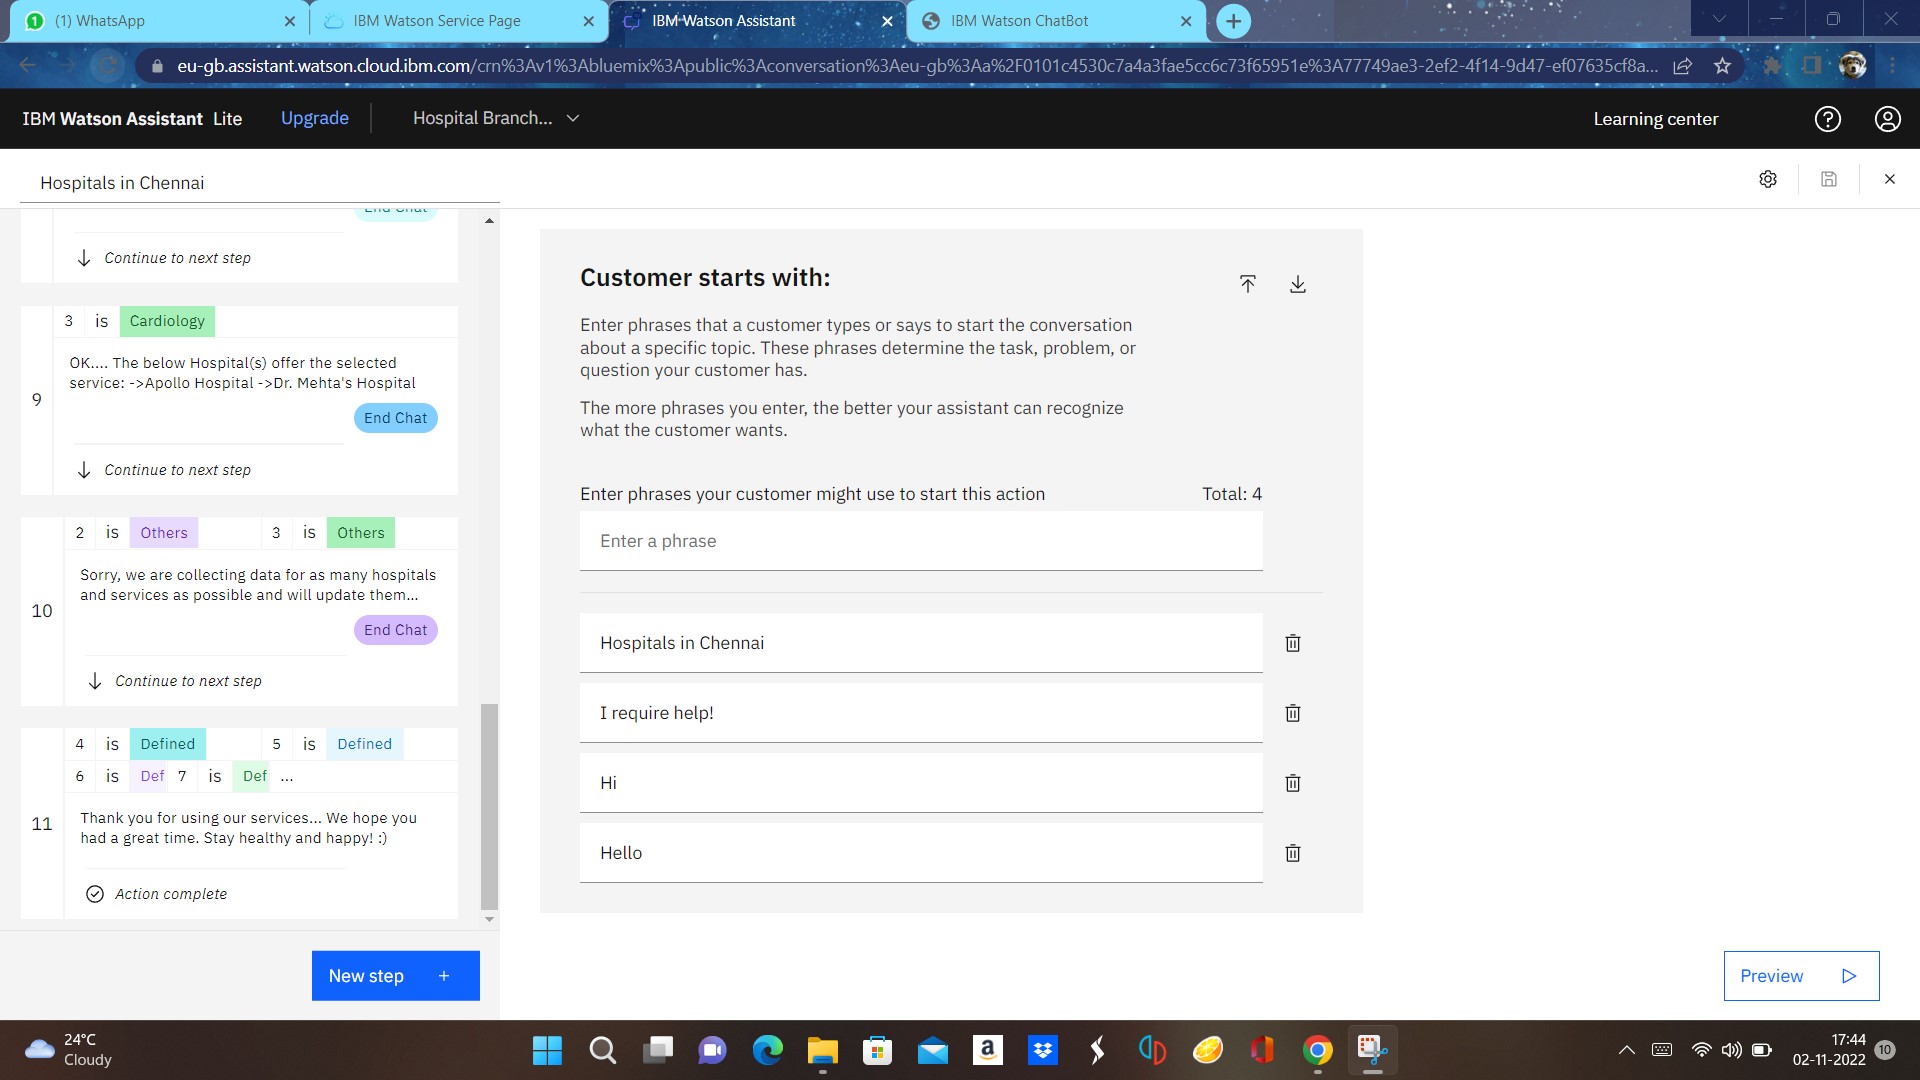 (1) WhatsApp
IBM Watson Service Page
IBM Watson Assistant
IBM Watson ChatBot
eu-gb.assistant.watson.cloud.ibm.com/crn%3Av1%3Abluemix%3Apublic%3Aconversation%3Aeu-gb%3Aa%2F0101c4530c7a4a3fae5cc6c73f65951e%3A77749ae3-2ef2-4f14-9d47-ef07635cf8a...
IBM Watson Assistant Lite
Upgrade
Hospital Branch...
Learning center
Hospitals in Chennai
End Chat
Continue to next step
3 is Cardiology
9
OK.... The below Hospital(s) offer the selected
service: ->Apollo Hospital ->Dr. Mehta's Hospital
End Chat
Continue to next step
2 is Others 3 is Others
10
Sorry, we are collecting data for as many hospitals
and services as possible and will update them...
End Chat
Continue to next step
4 is Defined 5 is Defined
6 is Def 7 is Def ...
11
Thank you for using our services... We hope you
had a great time. Stay healthy and happy! :)
Action complete
New step +
Customer starts with:
Enter phrases that a customer types or says to start the conversation
about a specific topic. These phrases determine the task, problem, or
question your customer has.
The more phrases you enter, the better your assistant can recognize
what the customer wants.
Enter phrases your customer might use to start this action
Total: 4
Enter a phrase
Hospitals in Chennai
I require help!
Hi
Hello
Preview
24°C
Cloudy
17:44
02-11-2022
10